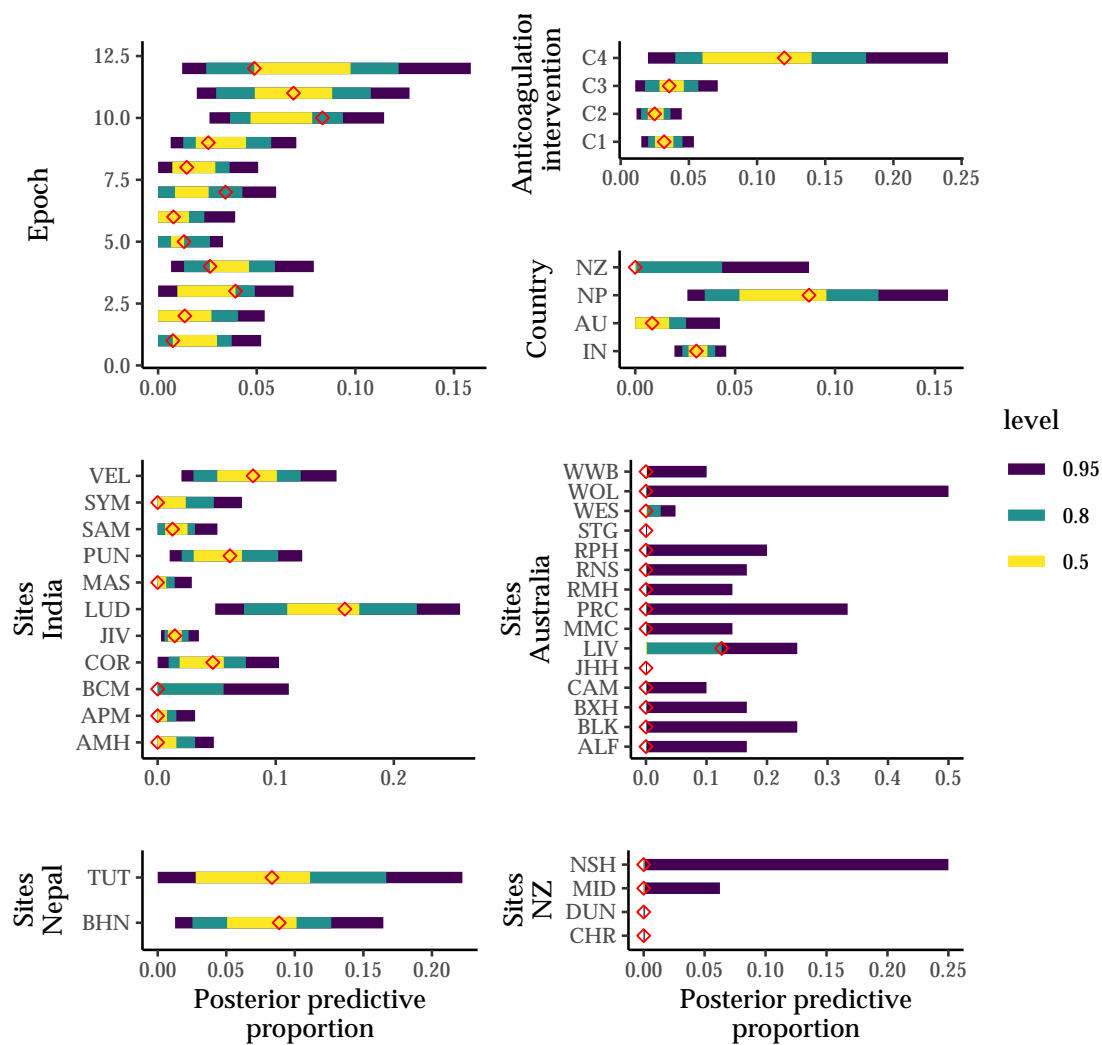 Epoch
12.5
10.0
7.5
5.0
2.5
0.0
0.00 0.05 0.10 0.15
Anticoagulation
intervention
C4
C3
C2
C1
0.00 0.05 0.10 0.15 0.20 0.25
Country
NZ
NP
AU
IN
0.00 0.05 0.10 0.15
Sites
India
VEL
SYM
SAM
PUN
MAS
LUD
JIV
COR
BCM
APM
AMH
0.0 0.1 0.2
Sites
Australia
WWB
WOL
WES
STG
RPH
RNS
RMH
PRC
MMC
LIV
JHH
CAM
BXH
BLK
ALF
0.0 0.1 0.2 0.3 0.4 0.5
level
0.95
0.8
0.5
Sites
Nepal
TUT
BHN
0.00 0.05 0.10 0.15 0.20
Posterior predictive
proportion
Sites
NZ
NSH
MID
DUN
CHR
0.00 0.05 0.10 0.15 0.20 0.25
Posterior predictive
proportion